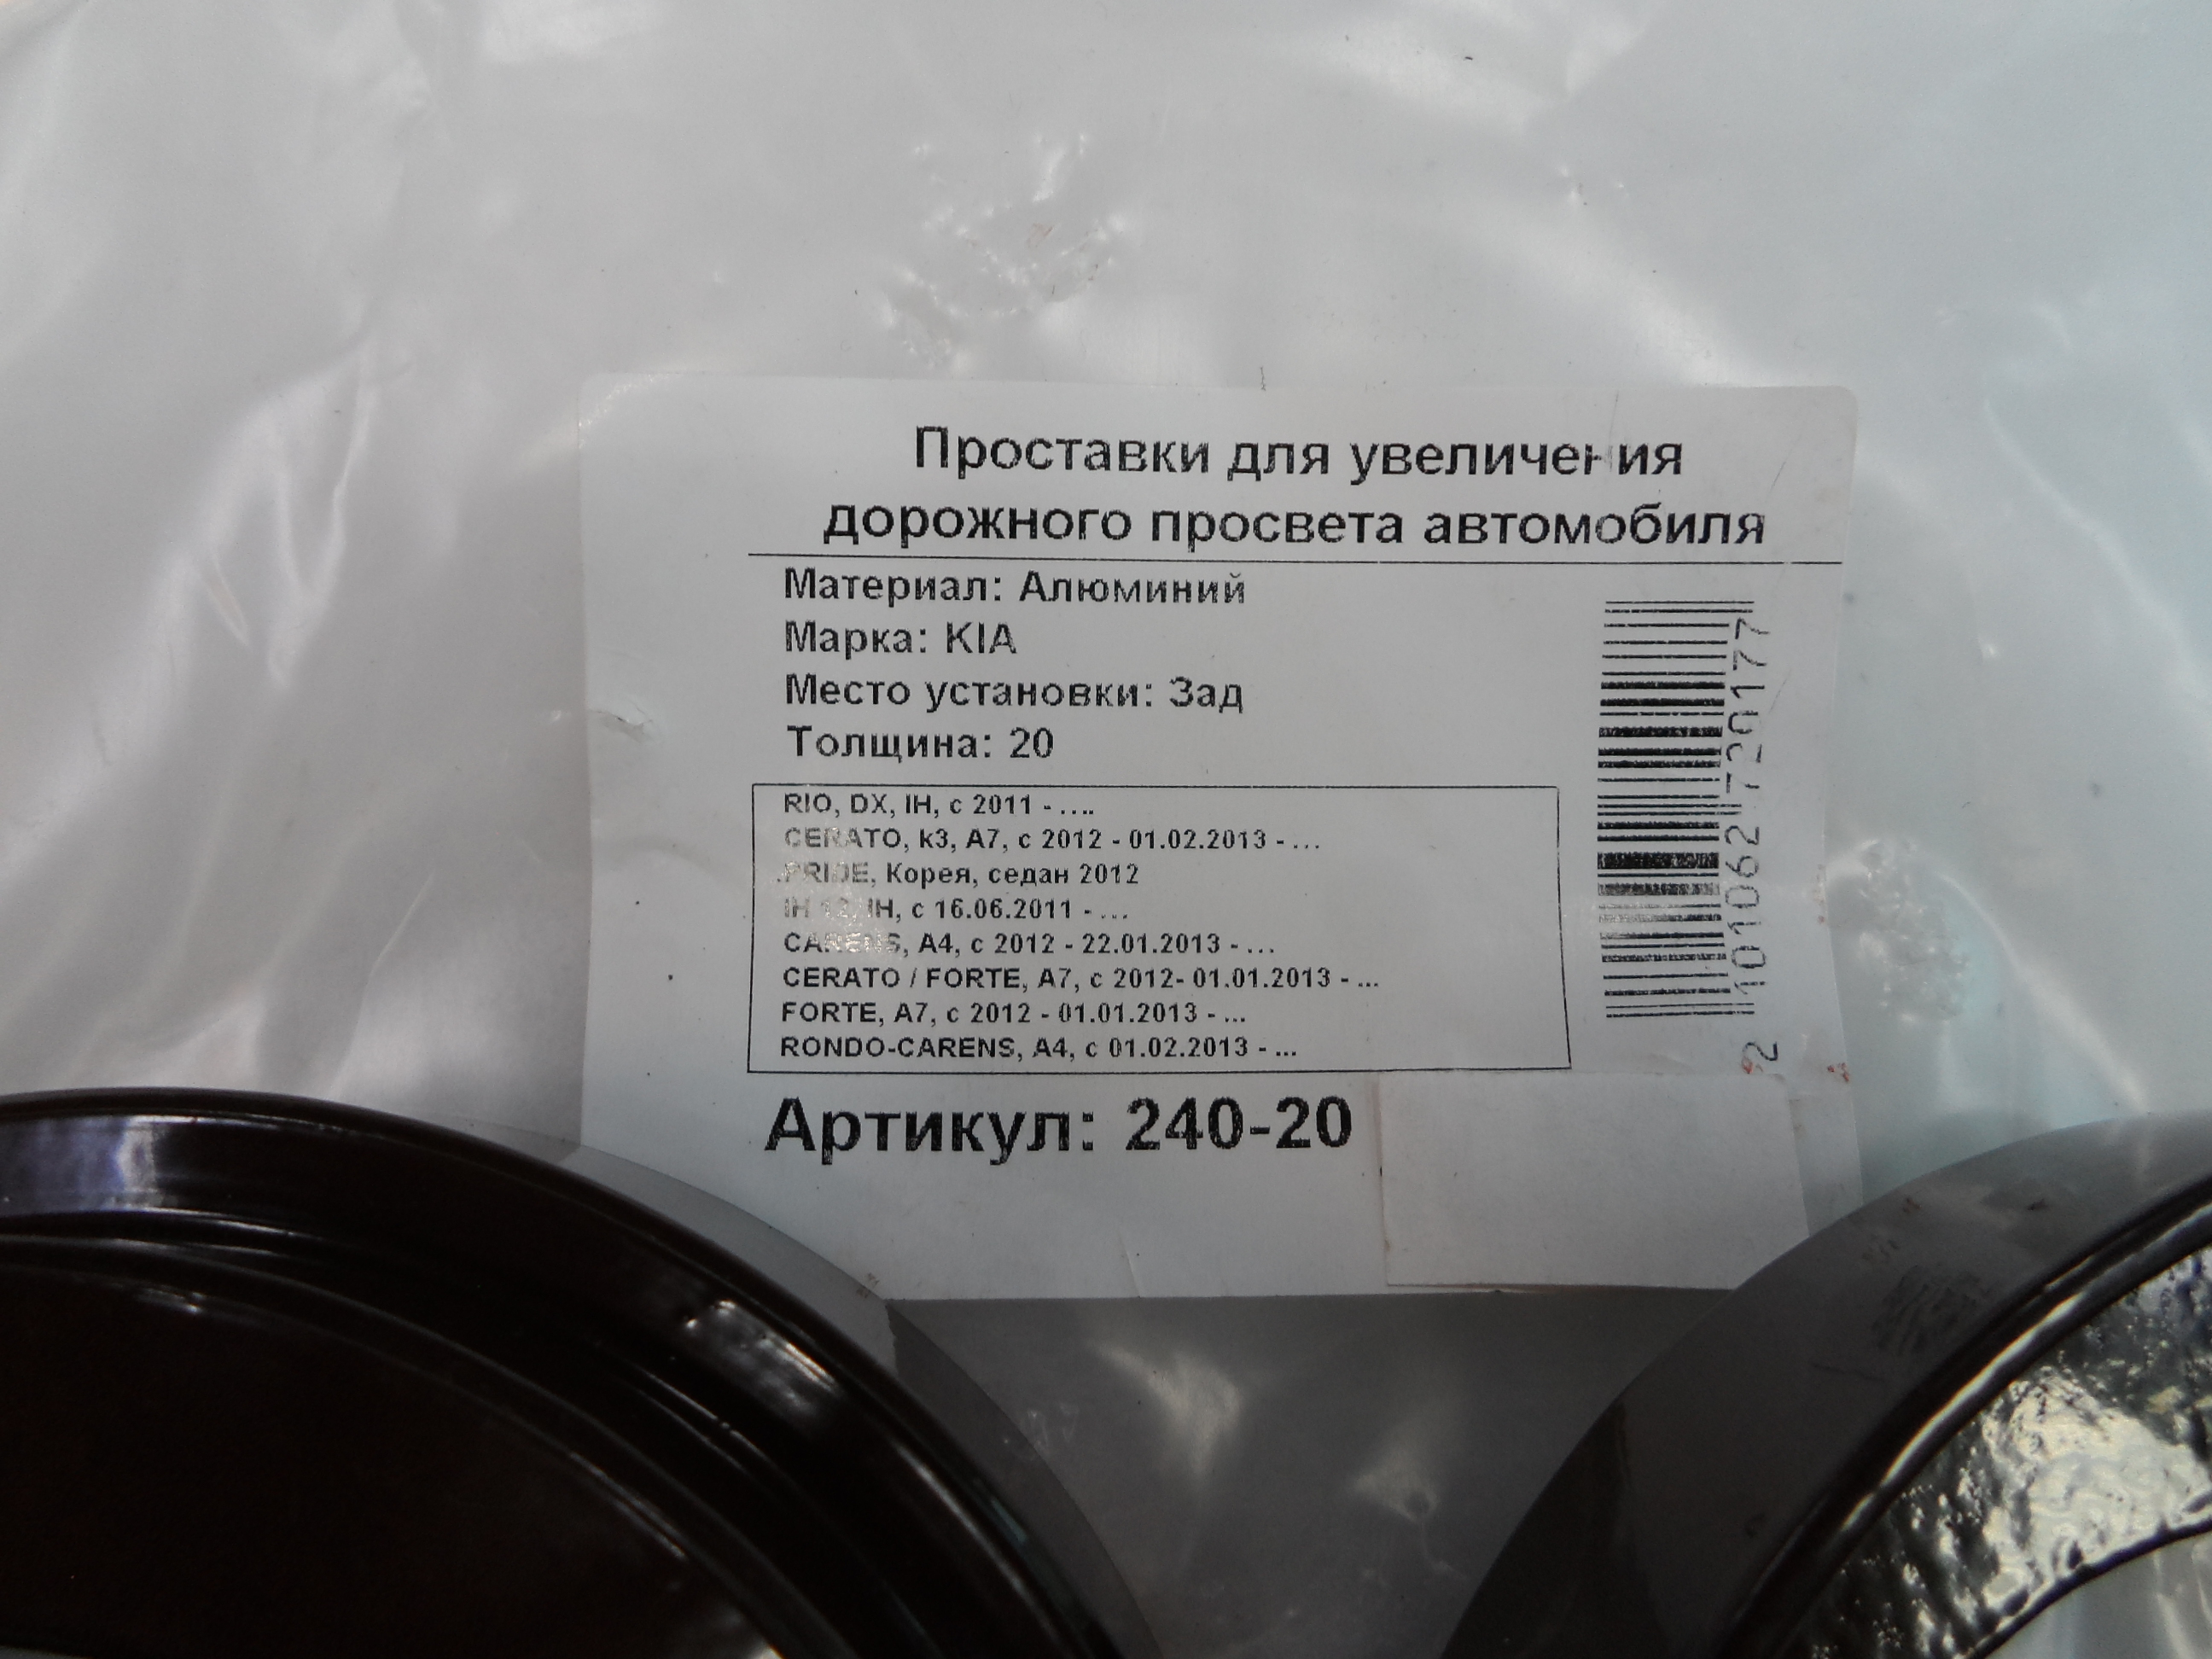 Проставки для увеличения
дорожного просвета автомобиля
Материал: Алюминий
Марка: KIA
Место установки: Зад
Толщина: 20
RIO, DX, IH, с 2011 - ....
CERATO, k3, A7, с 2012 - 01.02.2013 - ...
.PRIDE, Корея, седан 2012
IH, с 16.06.2011 - ...
CARENS, A4, с 2012 - 22.01.2013 - ...
CERATO / FORTE, A7, с 2012- 01.01.2013 - ...
FORTE, A7, с 2012 - 01.01.2013 - ...
RONDO-CARENS, A4, с 01.02.2013 - ...
Артикул: 240-20
2 101062 720177